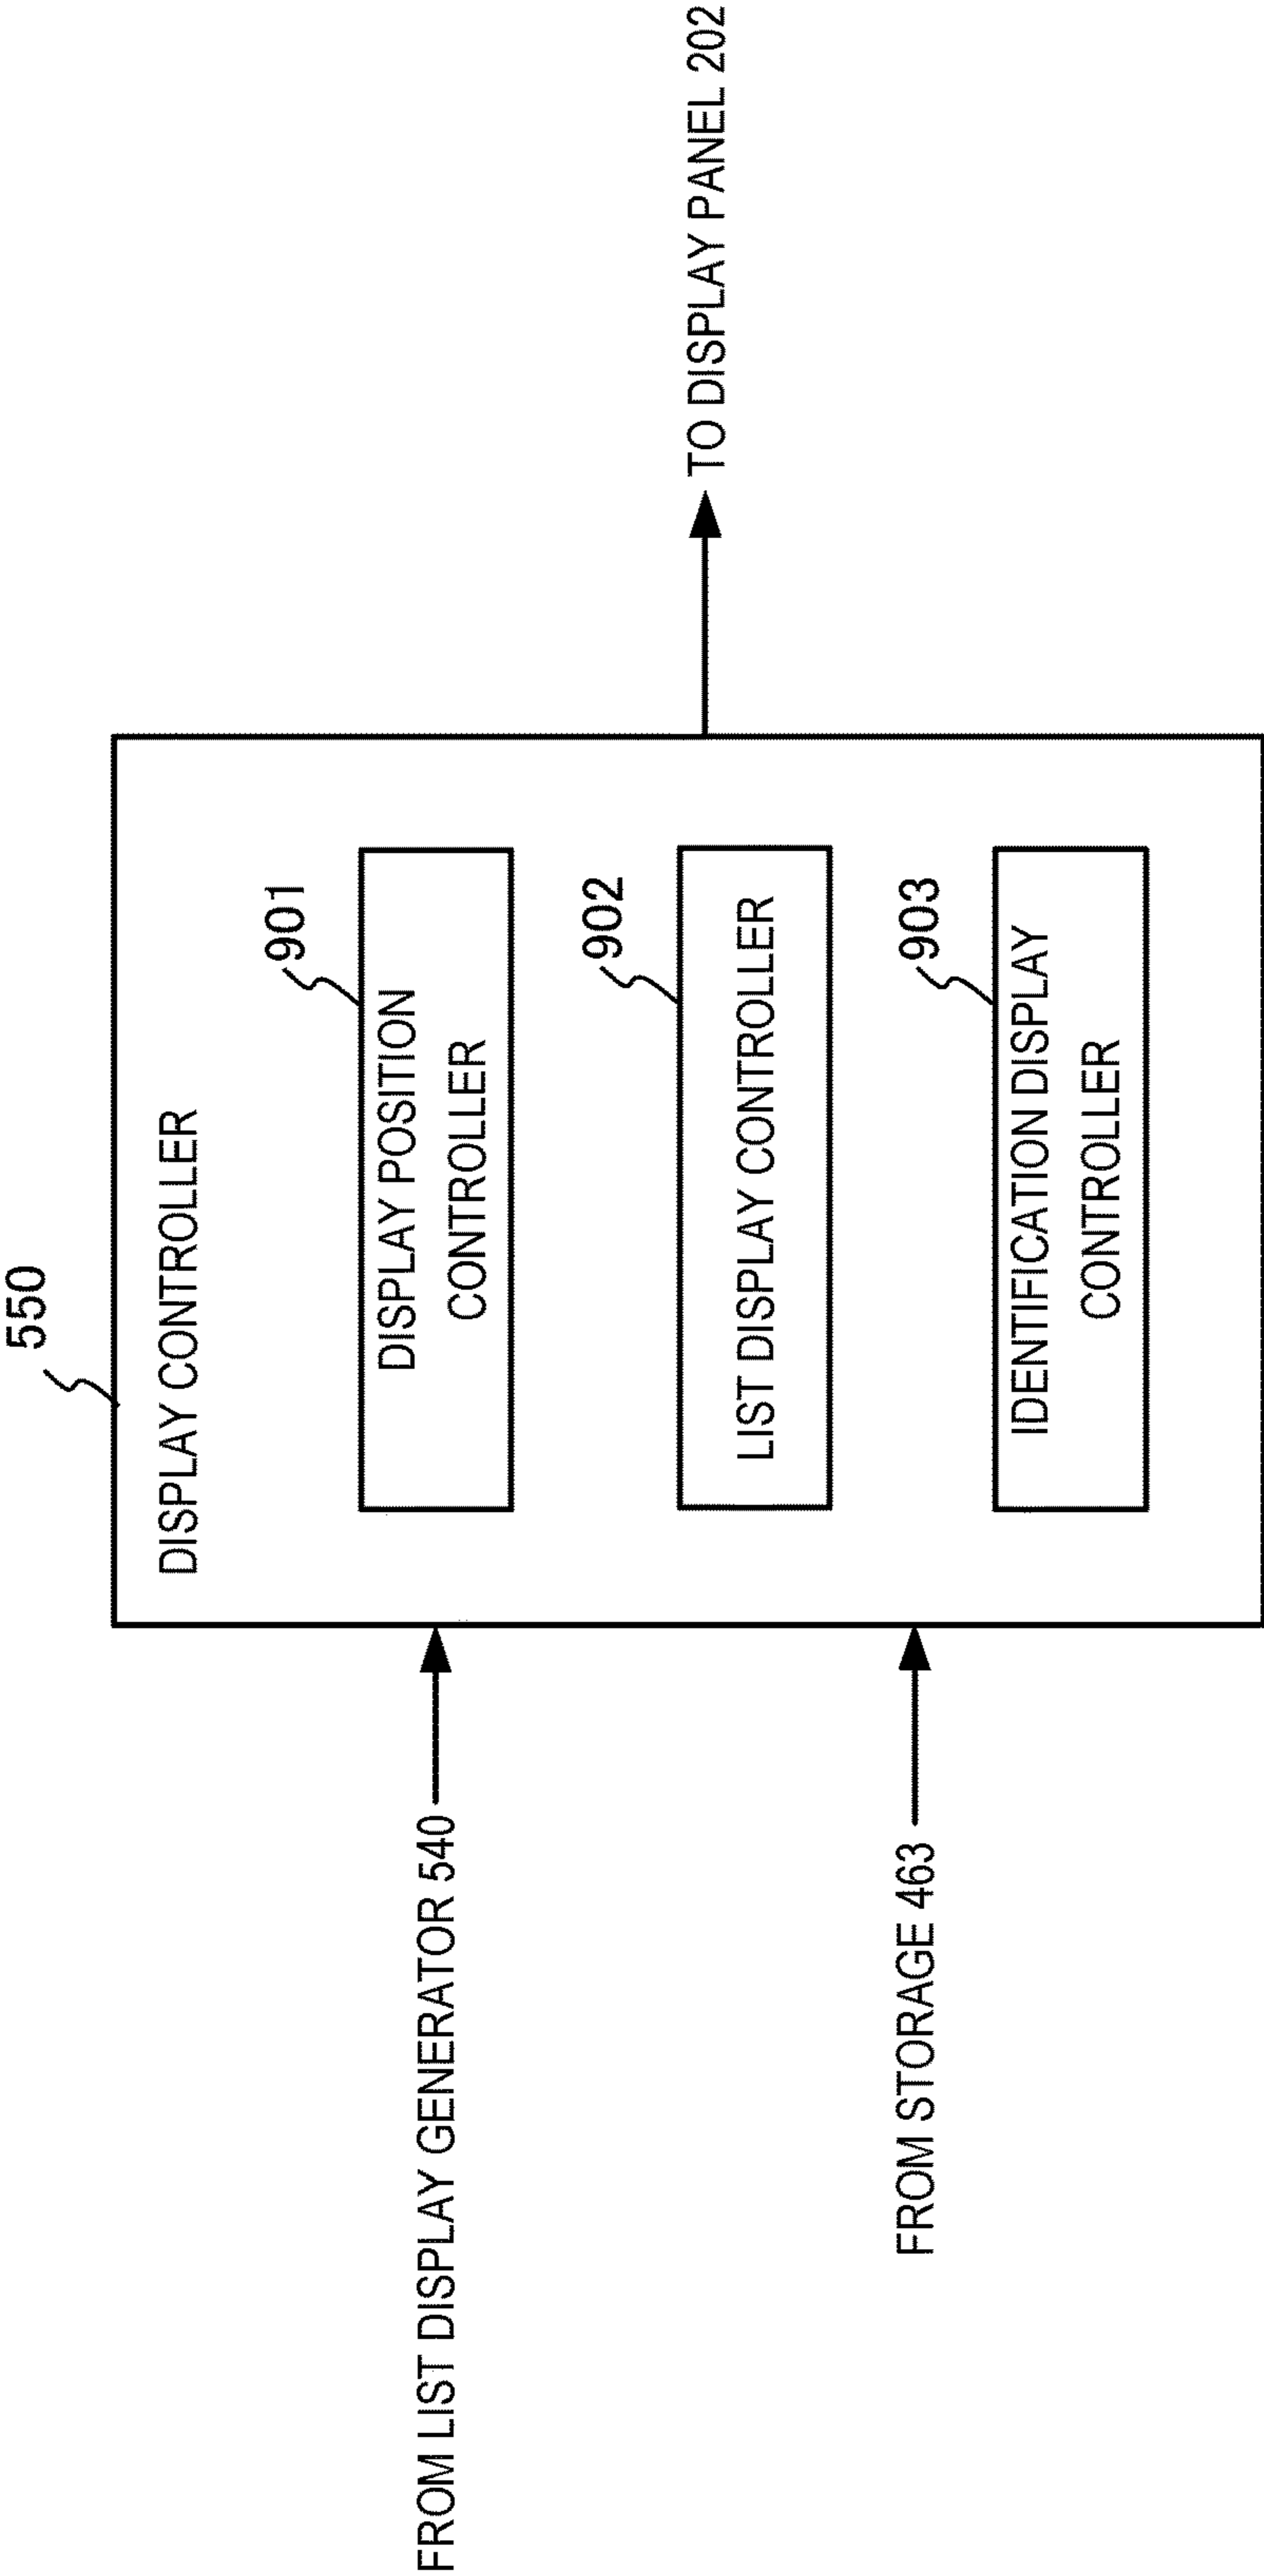 550
DISPLAY CONTROLLER
901
DISPLAY POSITION
CONTROLLER
FROM LIST DISPLAY GENERATOR 540
902
LIST DISPLAY CONTROLLER
TO DISPLAY PANEL 202
903
IDENTIFICATION DISPLAY
CONTROLLER
FROM STORAGE 463